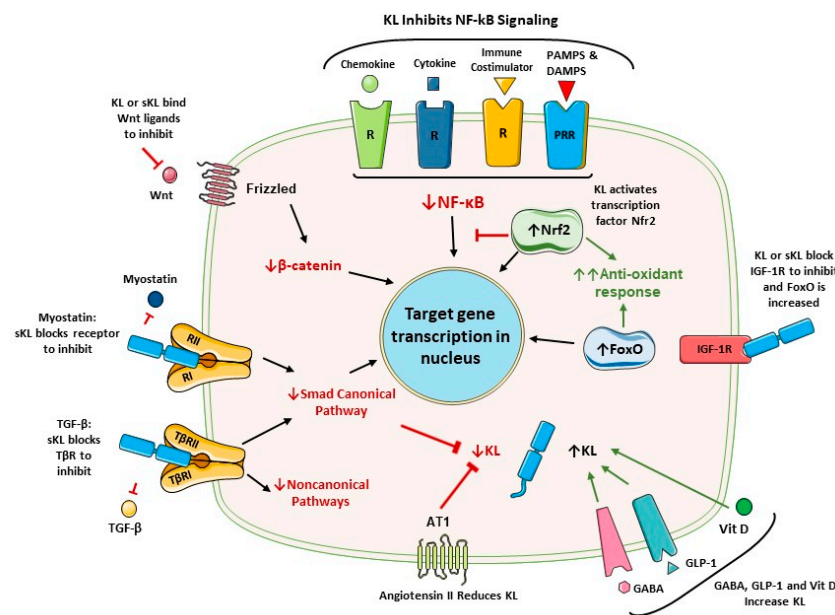 KL Inhibits NF-kB Signaling
Chemokine
Cytokine
Immune
Costimulator
PAMPS &
DAMPS
R
R
R
PRR
KL or sKL bind
Wnt ligands
to inhibit
Wnt
Frizzled
↓NF-κB
KL activates
transcription
factor Nfr2
↑Nrf2
↓β-catenin
↑↑Anti-oxidant
response
KL or sKL block
IGF-1R to inhibit
and FoxO is
increased
Myostatin
Myostatin:
sKL blocks receptor
to inhibit
RII
RI
Target gene
transcription in
nucleus
↑FoxO
IGF-1R
↓Smad Canonical
Pathway
TGF-β:
sKL blocks
TβR to
inhibit
TβRII
TβRI
↓KL
↑KL
↓Noncanonical
Pathways
TGF-β
AT1
Angiotensin II Reduces KL
Vit D
GLP-1
GABA
GABA, GLP-1 and Vit D
Increase KL